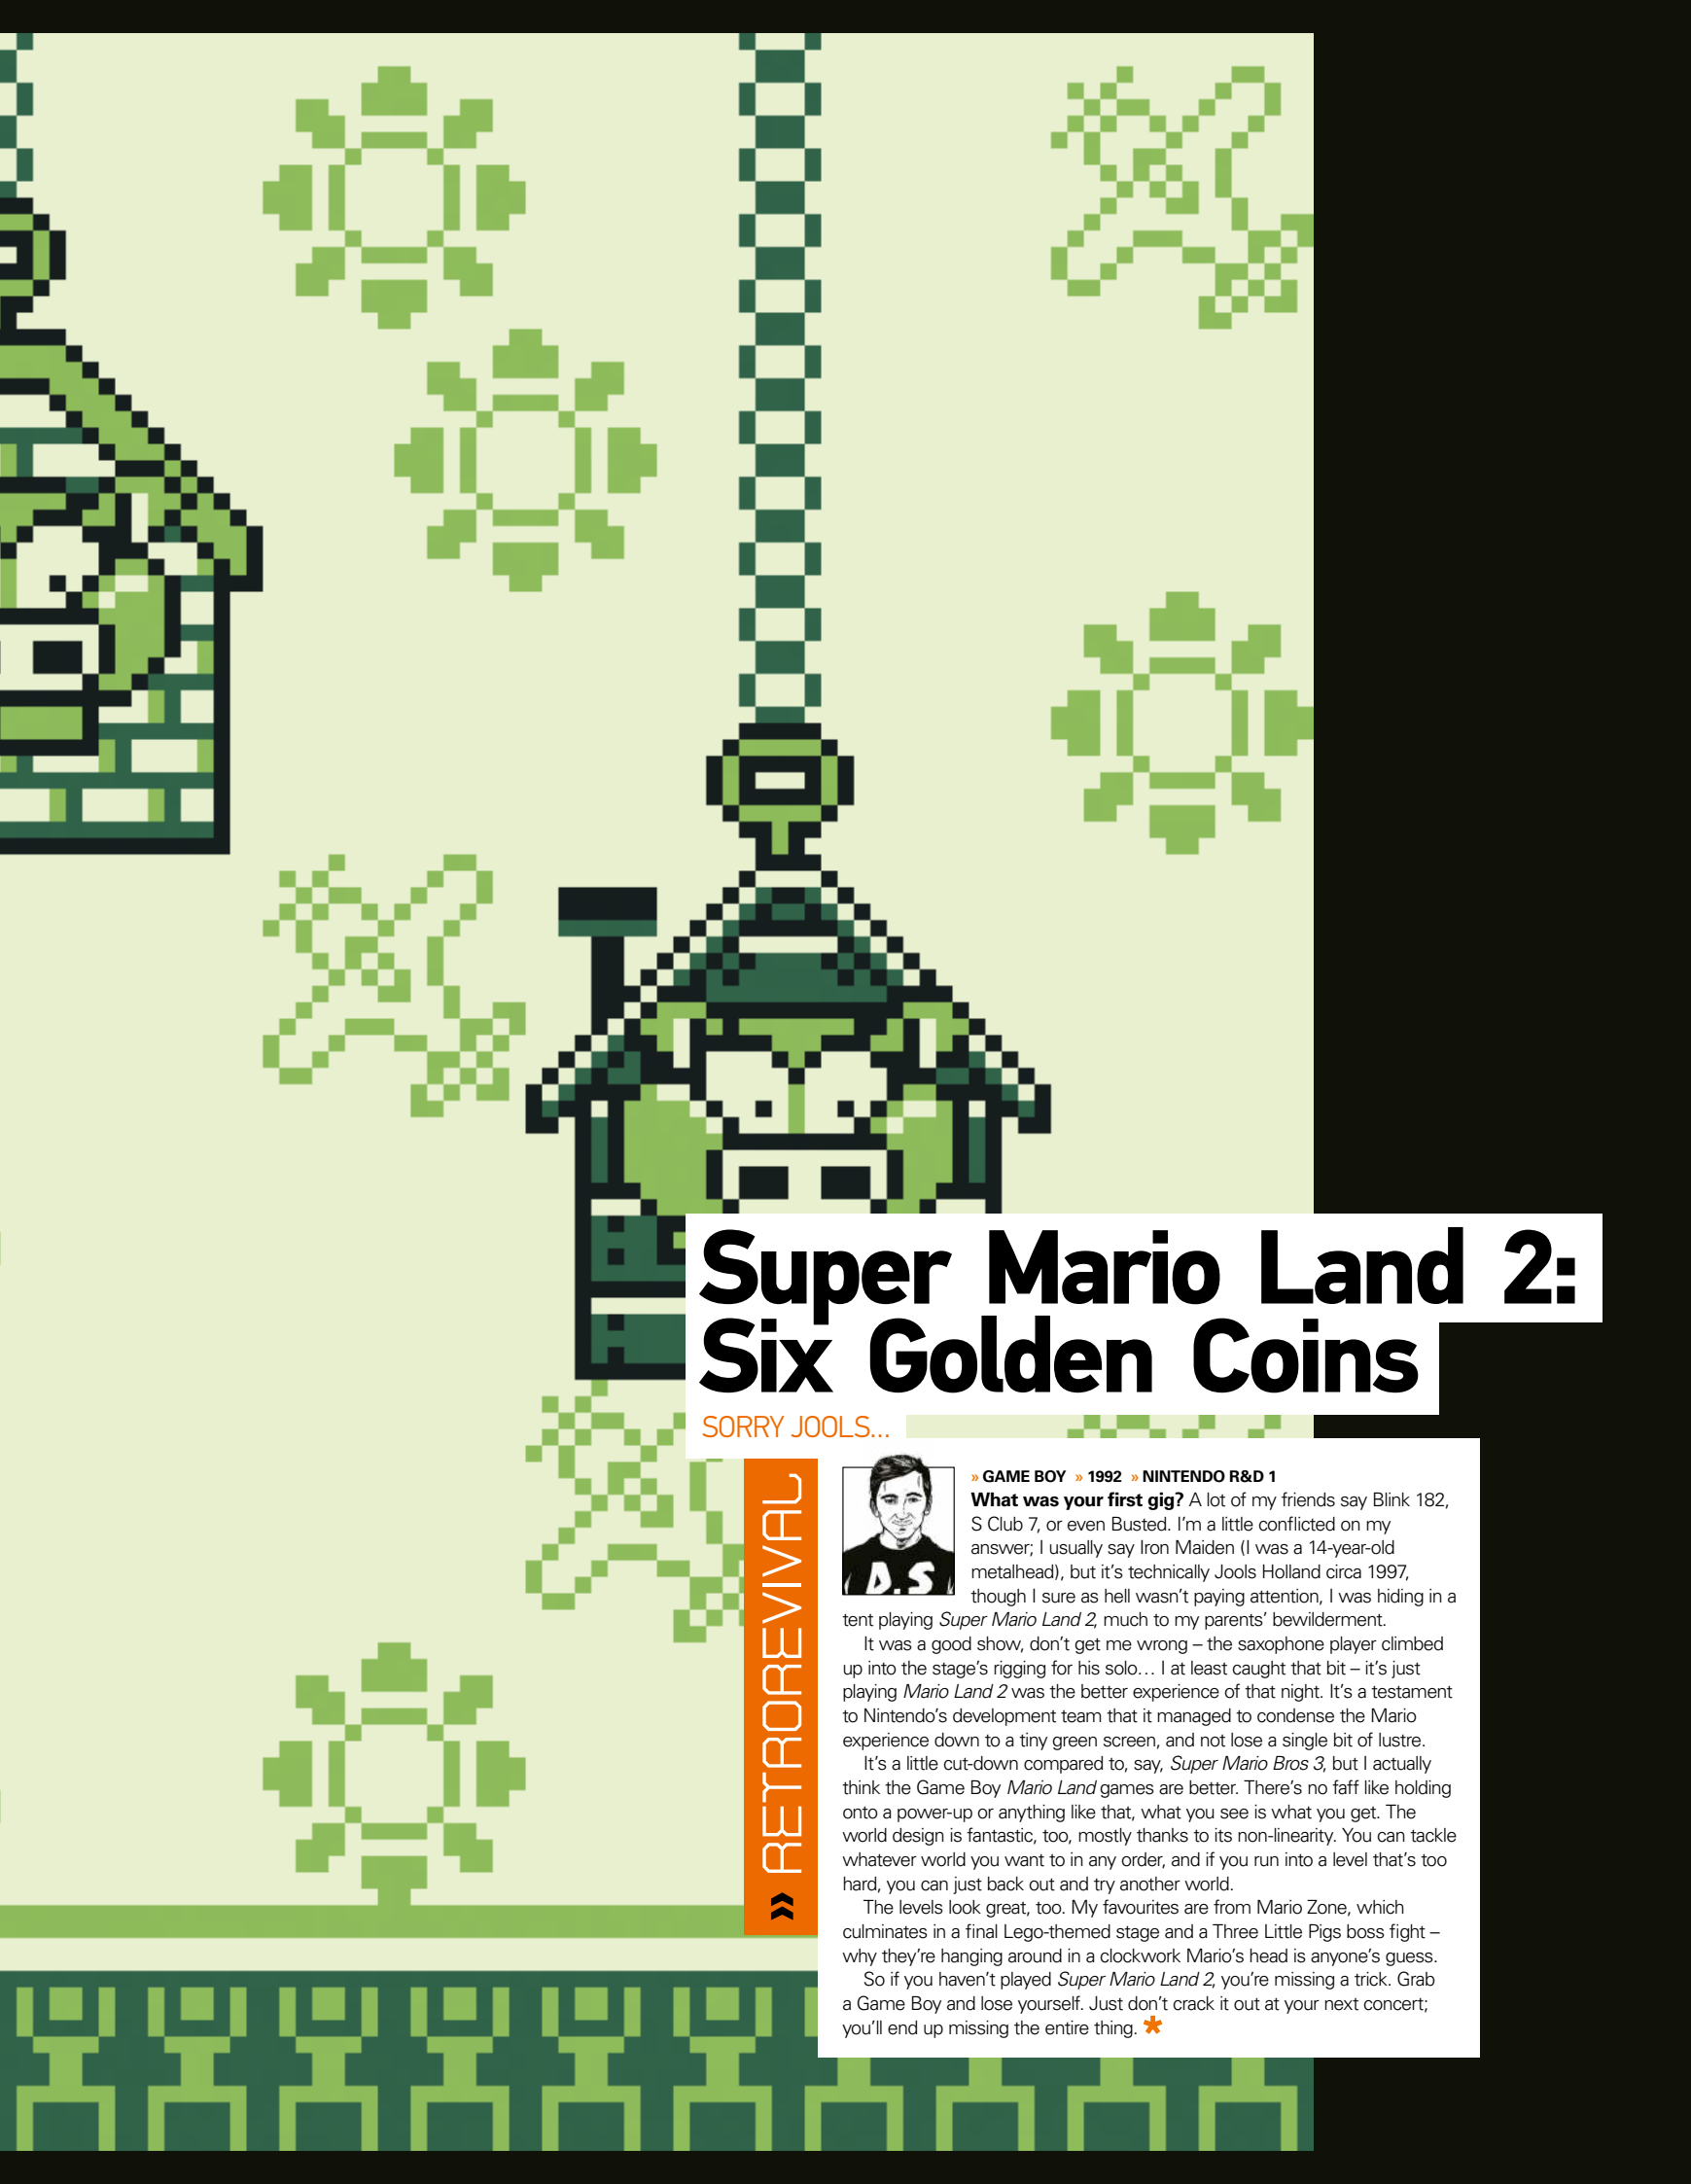 Super Mario Land 2:
Six Golden Coins
SORRY JOOLS...
» RETROREVIVAL
» GAME BOY » 1992 » NINTENDO R&D 1
What was your first gig? A lot of my friends say Blink 182,
S Club 7, or even Busted. I'm a little conflicted on my
answer; I usually say Iron Maiden (I was a 14-year-old
metalhead), but it's technically Jools Holland circa 1997,
though I sure as hell wasn't paying attention, I was hiding in a
tent playing Super Mario Land 2, much to my parents' bewilderment.
It was a good show, don't get me wrong – the saxophone player climbed
up into the stage's rigging for his solo… I at least caught that bit – it's just
playing Mario Land 2 was the better experience of that night. It's a testament
to Nintendo's development team that it managed to condense the Mario
experience down to a tiny green screen, and not lose a single bit of lustre.
It's a little cut-down compared to, say, Super Mario Bros 3, but I actually
think the Game Boy Mario Land games are better. There's no faff like holding
onto a power-up or anything like that, what you see is what you get. The
world design is fantastic, too, mostly thanks to its non-linearity. You can tackle
whatever world you want to in any order, and if you run into a level that's too
hard, you can just back out and try another world.
The levels look great, too. My favourites are from Mario Zone, which
culminates in a final Lego-themed stage and a Three Little Pigs boss fight –
why they're hanging around in a clockwork Mario's head is anyone's guess.
So if you haven't played Super Mario Land 2, you're missing a trick. Grab
a Game Boy and lose yourself. Just don't crack it out at your next concert;
you'll end up missing the entire thing. *
D.S